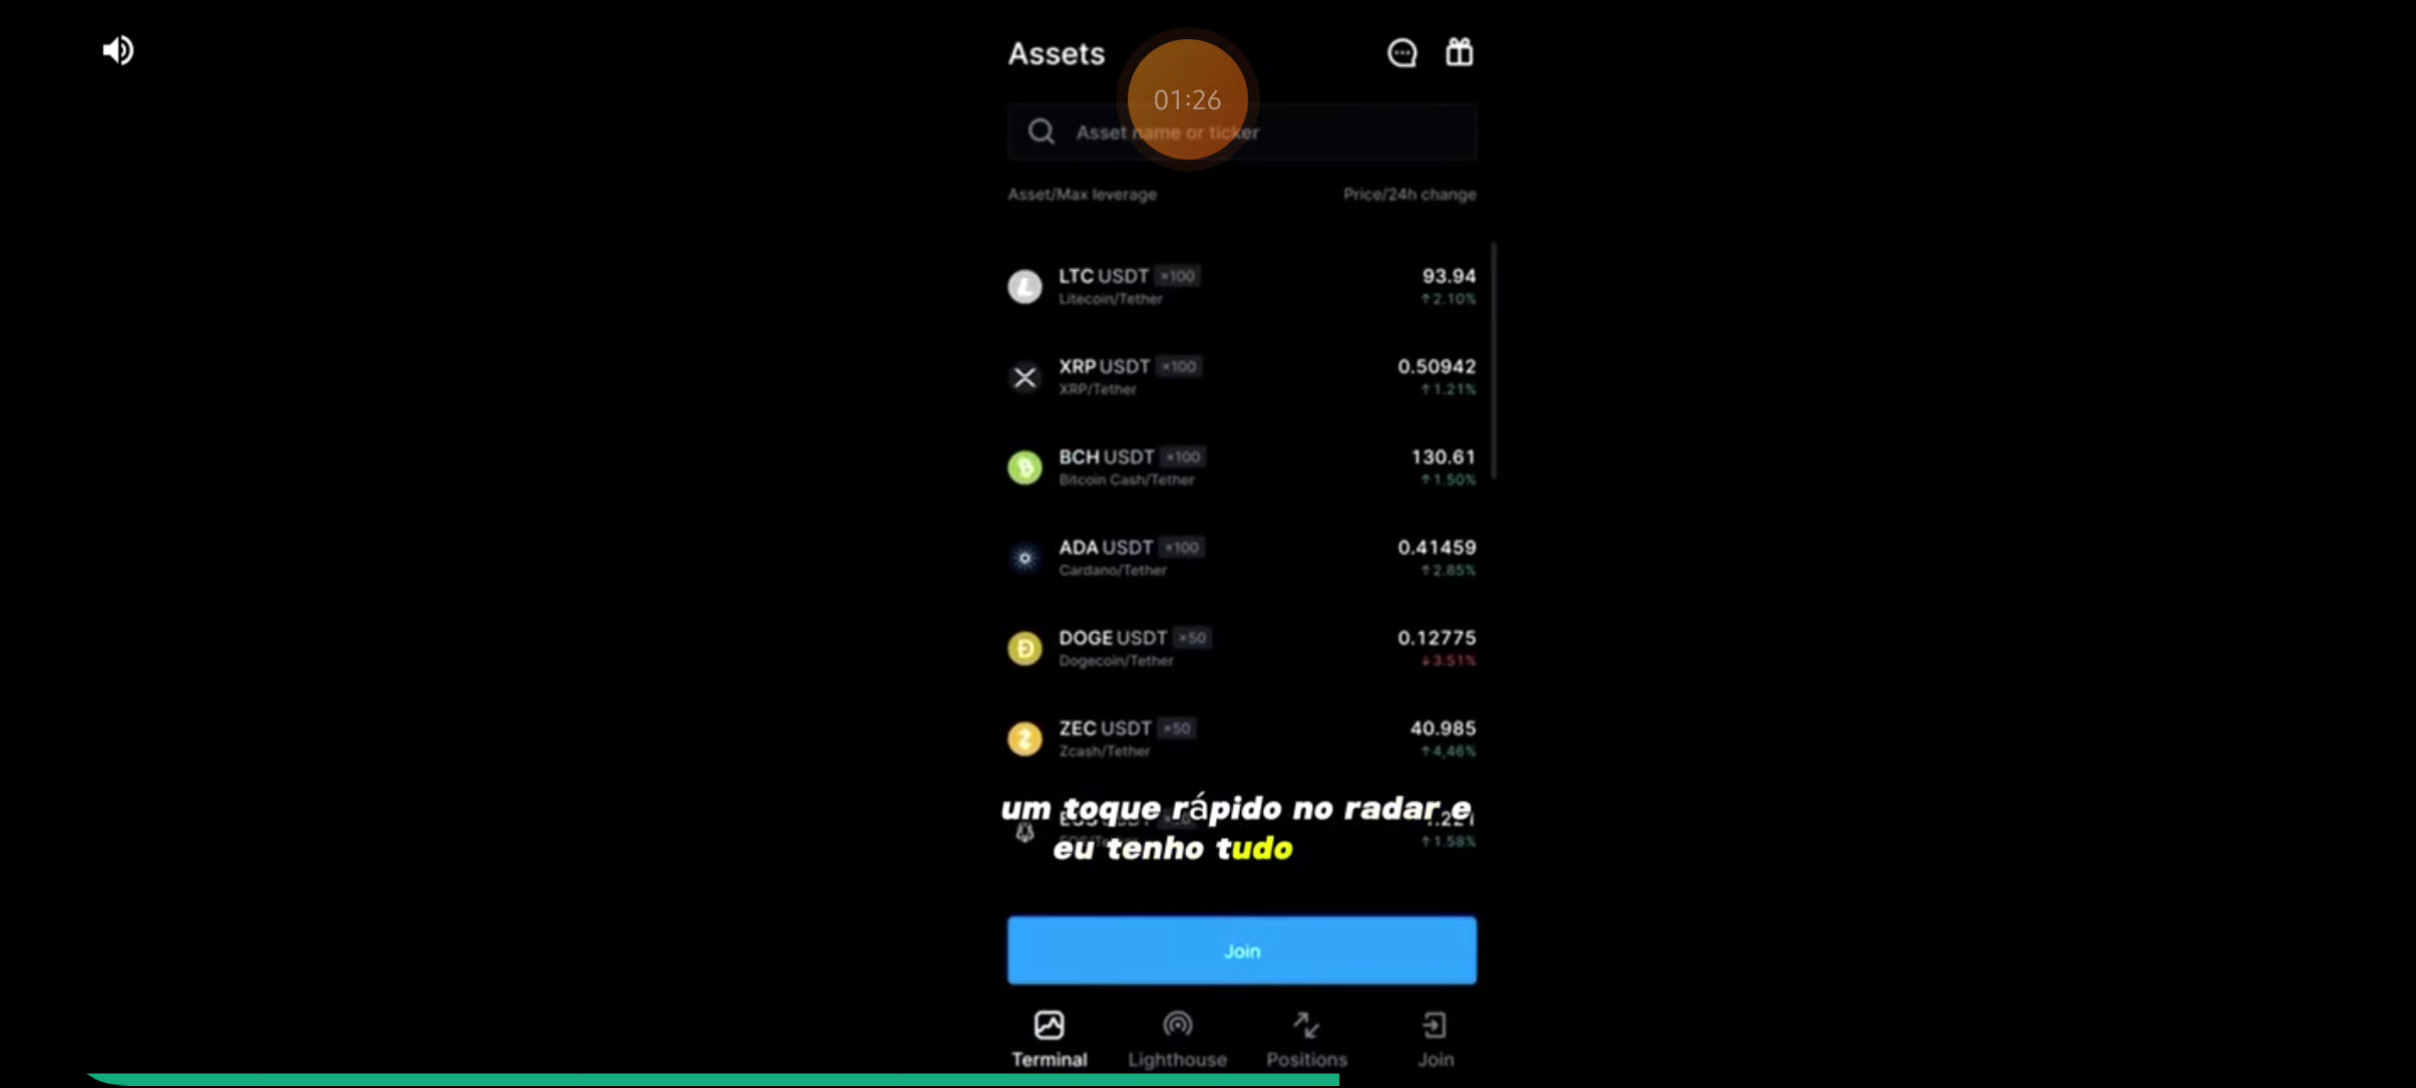 Assets
01:26
Asset name or ticker
Asset/Max leverage Price/24h change
LTC USDT ×100 93.94
Litecoin/Tether ↑2.10%
XRP USDT ×100 0.50942
XRP/Tether ↑1.21%
BCH USDT ×100 130.61
Bitcoin Cash/Tether ↑1.50%
ADA USDT ×100 0.41459
Cardano/Tether ↑2.85%
DOGE USDT ×50 0.12775
Dogecoin/Tether ↓3.51%
ZEC USDT ×50 40.985
Zcash/Tether ↑4,46%
um toque rápido no radar e
eu tenho tudo
↑1.58%
Join
Terminal Lighthouse Positions Join